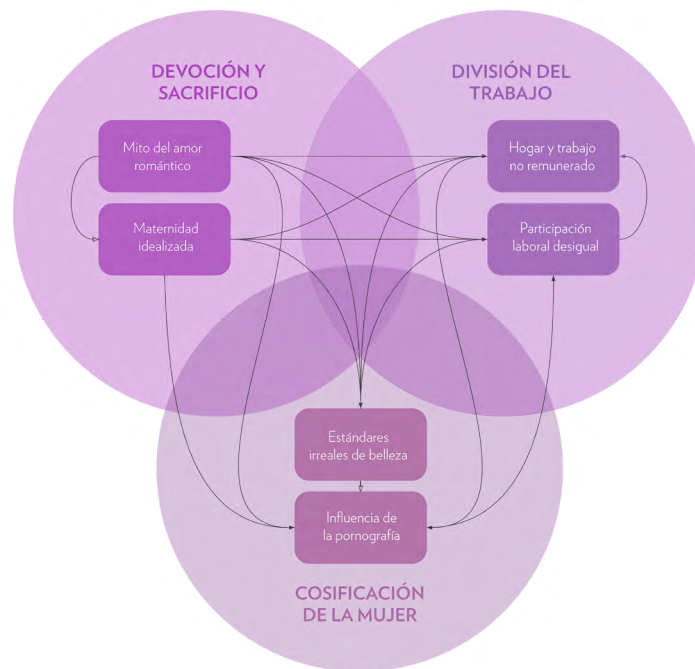 DEVOCIÓN Y
SACRIFICIO
DIVISIÓN DEL
TRABAJO
Mito del amor
romántico
Hogar y trabajo
no remunerado
Maternidad
idealizada
Participación
laboral desigual
Estándares
irreales de belleza
Influencia de
la pornografía
COSIFICACIÓN
DE LA MUJER